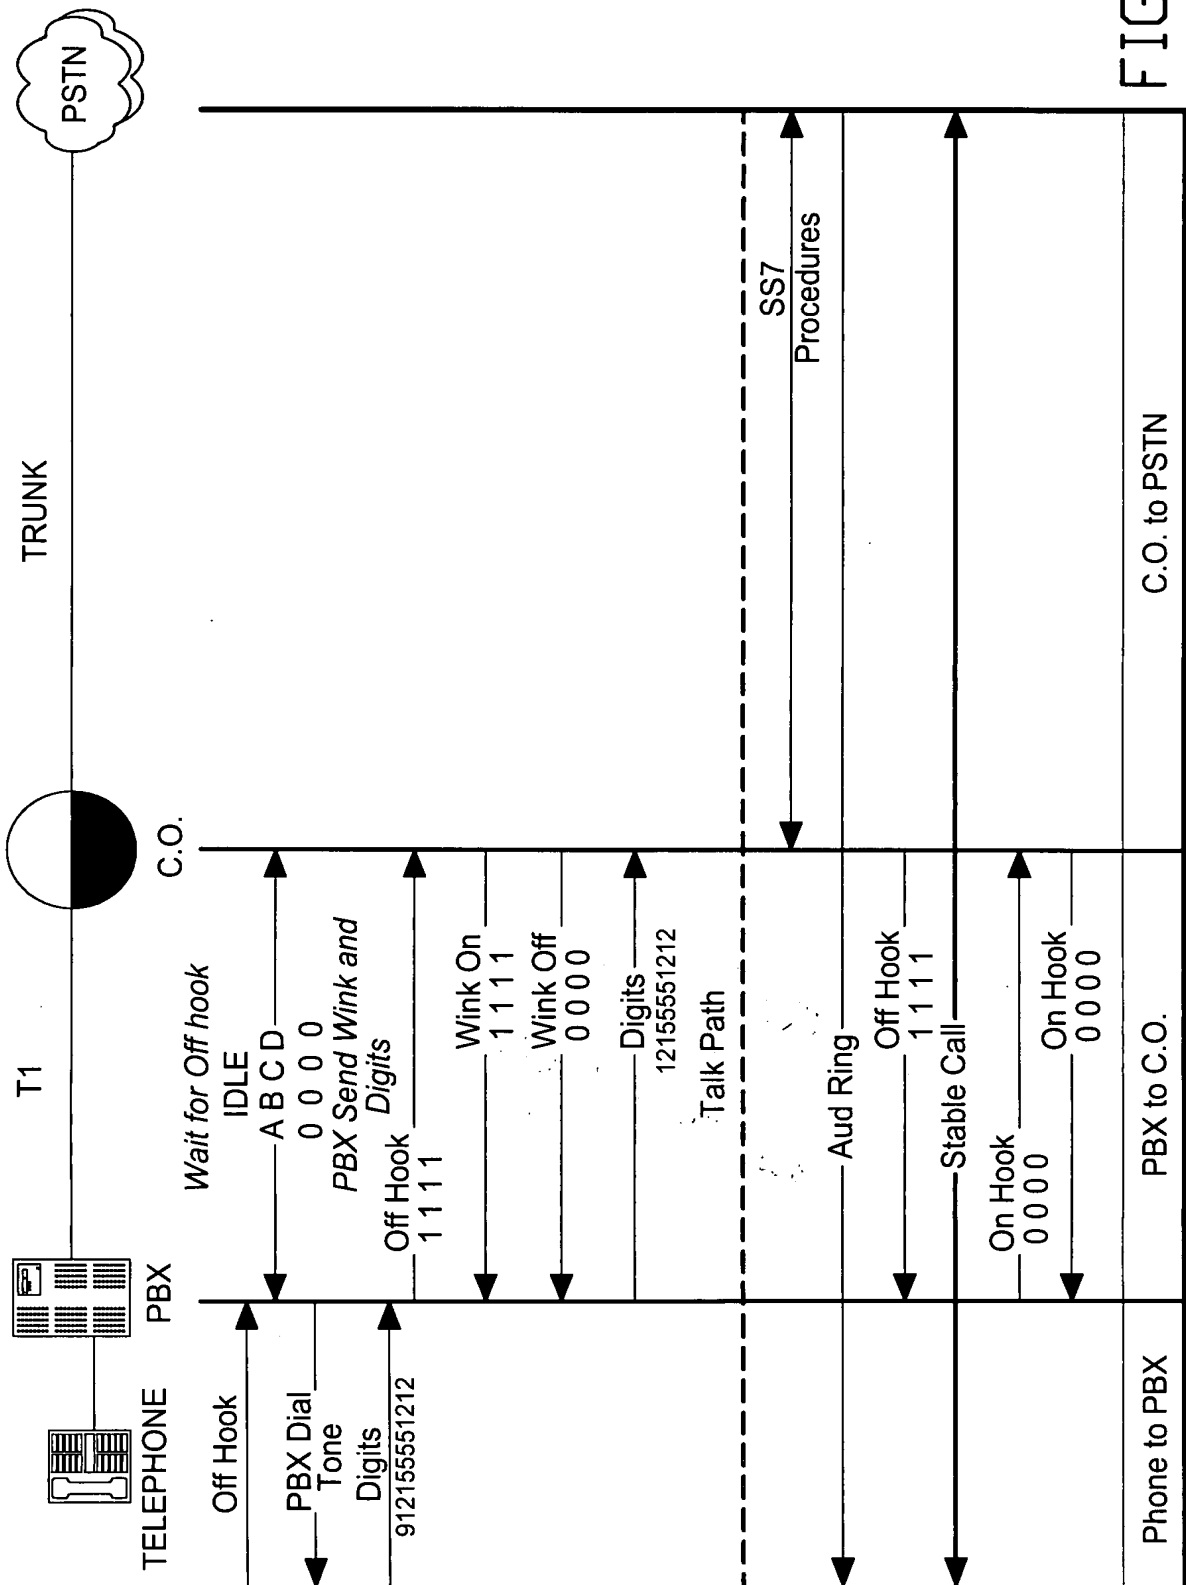 TELEPHONE
PBX
T1
C.O.
TRUNK
PSTN
Wait for Off hook
Off Hook
IDLE
A B C D
0 0 0 0
PBX Dial
Tone
PBX Send Wink and
Digits
Digits
912155551212
Off Hook
1 1 1 1
Wink On
1 1 1 1
Wink Off
0 0 0 0
Digits
12155551212
Talk Path
SS7
Procedures
Aud Ring
Off Hook
1 1 1 1
Stable Call
On Hook
0 0 0 0
On Hook
0 0 0 0
Phone to PBX
PBX to C.O.
C.O. to PSTN
FIG